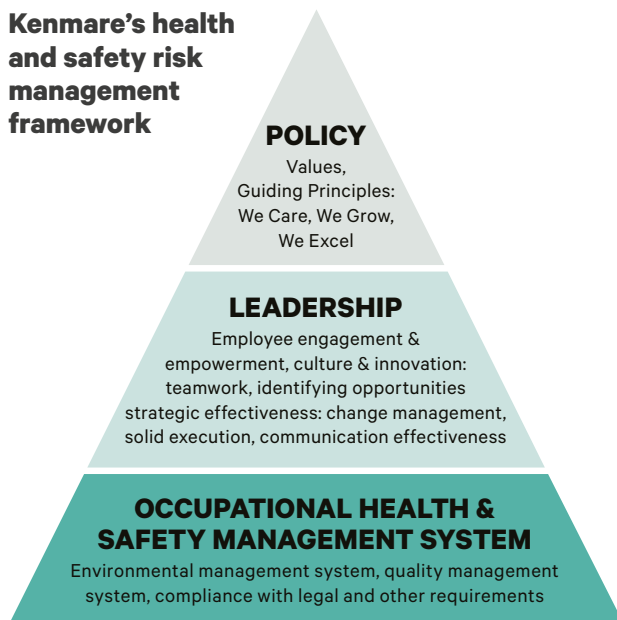 Kenmare’s health
and safety risk
management
framework
POLICY
Values,
Guiding Principles:
We Care, We Grow,
We Excel
LEADERSHIP
Employee engagement &
empowerment, culture & innovation:
teamwork, identifying opportunities
strategic effectiveness: change management,
solid execution, communication effectiveness
OCCUPATIONAL HEALTH &
SAFETY MANAGEMENT SYSTEM
Environmental management system, quality management
system, compliance with legal and other requirements